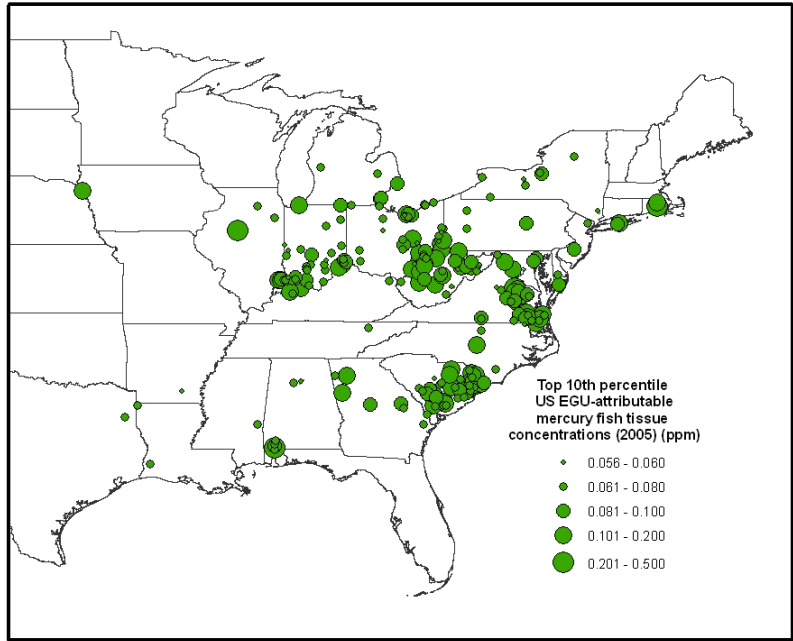 Top 10th percentile
US EGU-attributable
mercury fish tissue
concentrations (2005) (ppm)
0.056 - 0.060
0.061 - 0.080
0.081 - 0.100
0.101 - 0.200
0.201 - 0.500